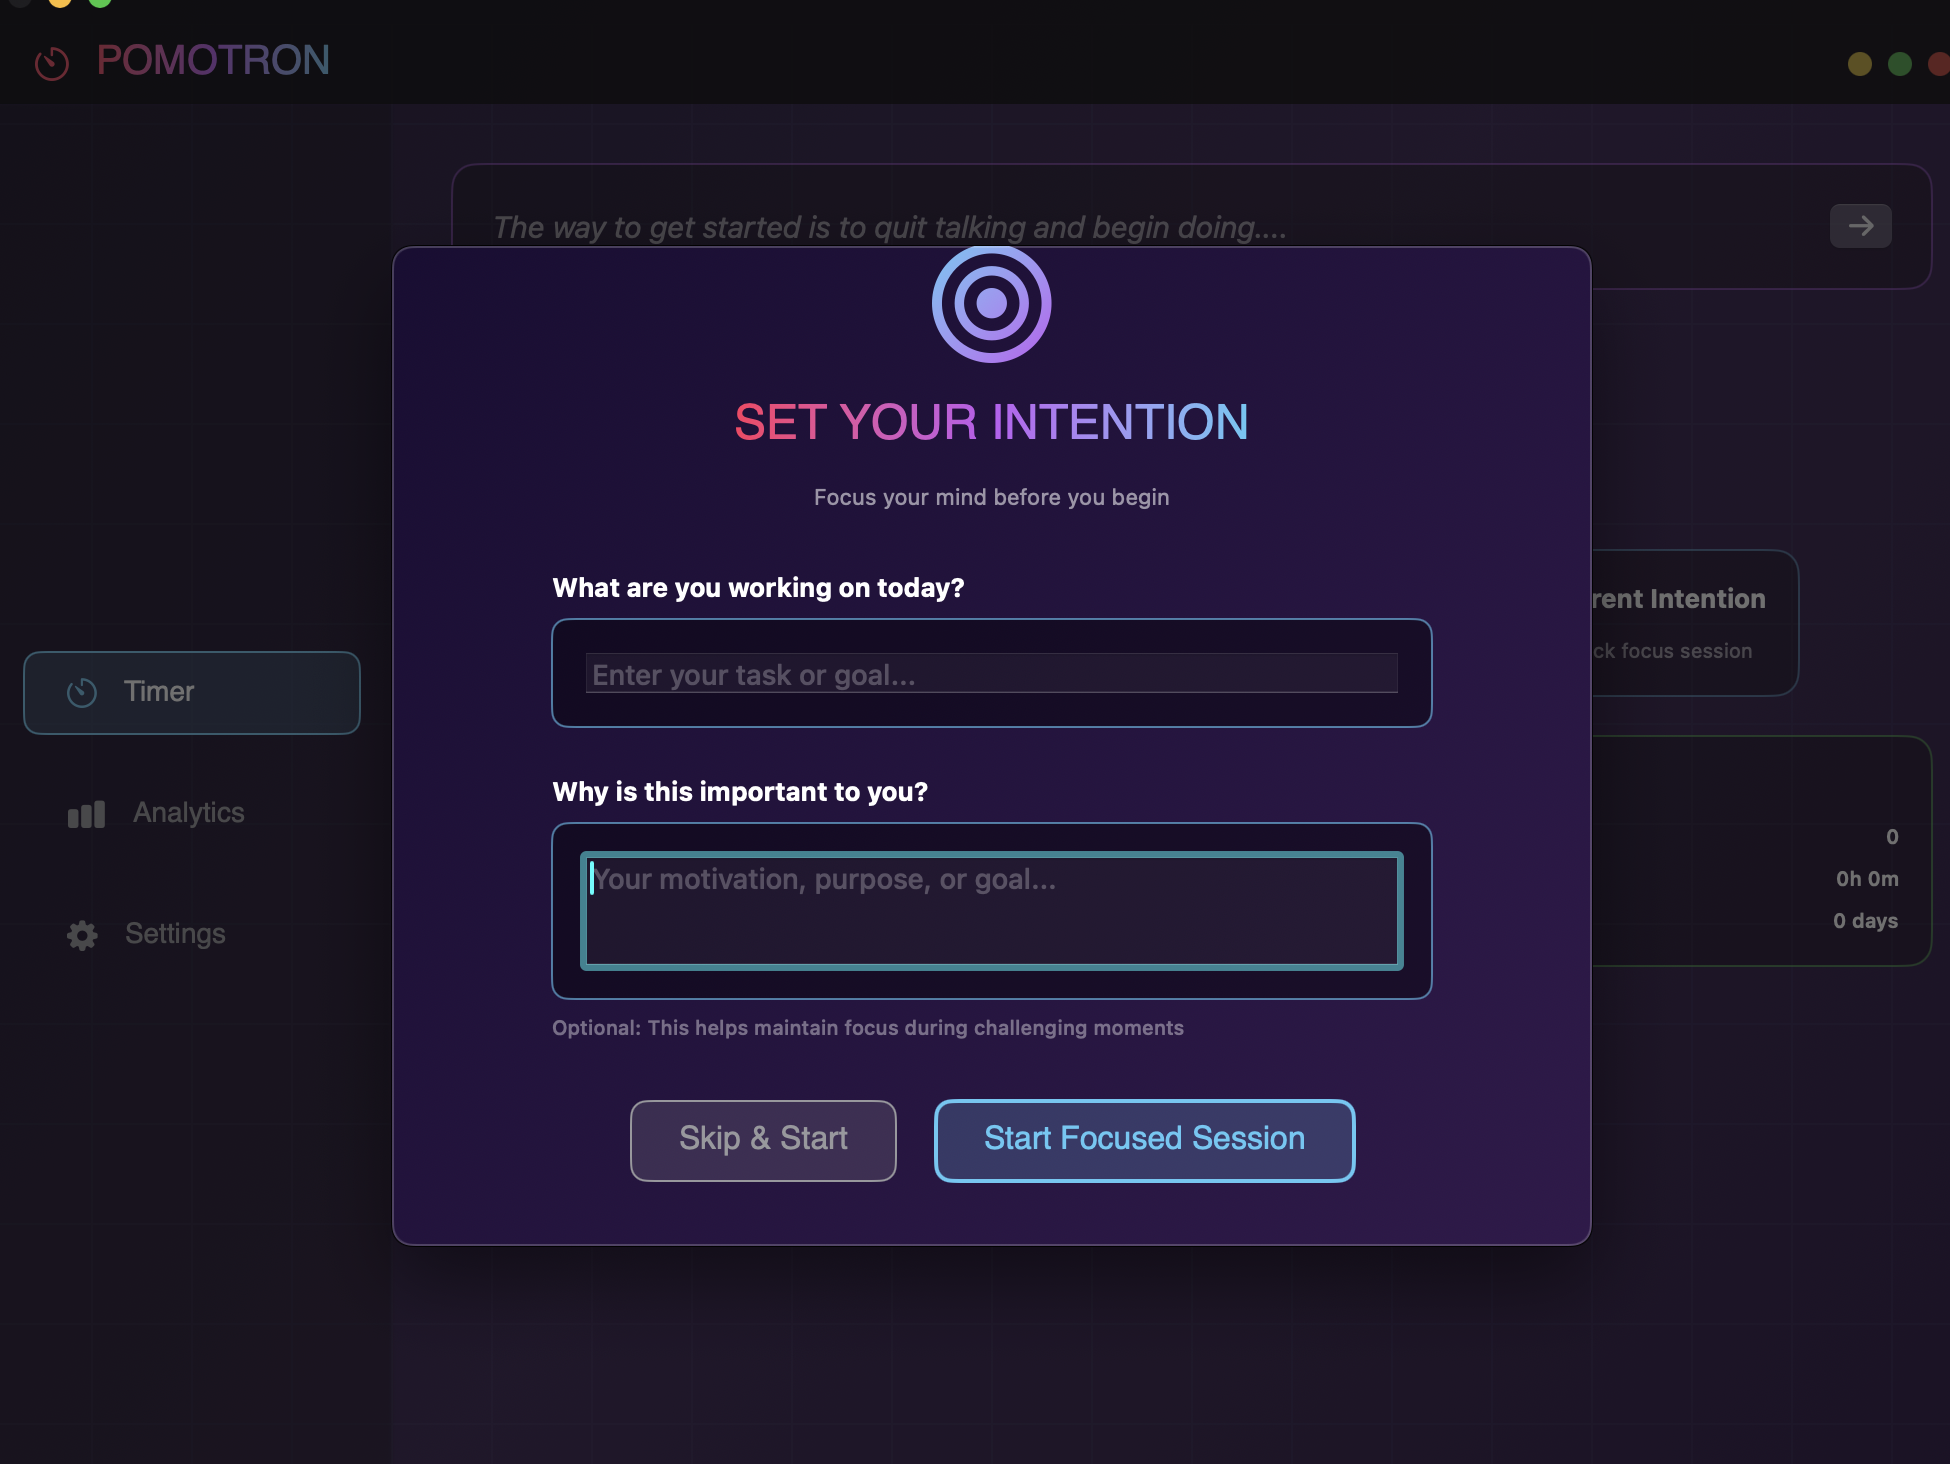 POMOTRON
The way to get started is to quit talking and begin doing....
SET YOUR INTENTION
Focus your mind before you begin
What are you working on today?
Enter your task or goal...
Why is this important to you?
Your motivation, purpose, or goal...
Optional: This helps maintain focus during challenging moments
Skip & Start
Start Focused Session
Timer
Analytics
Settings
Intention
focus session
0
0h 0m
0 days